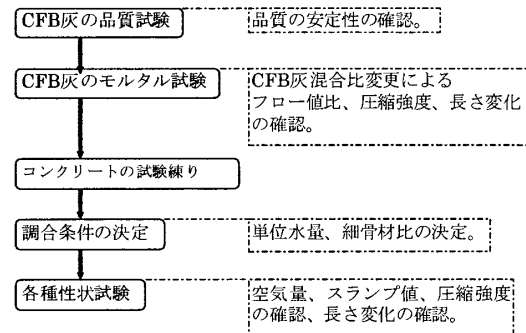 CFB灰の品質試験
品質の安定性の確認。
CFB灰のモルタル試験
CFB灰混合比変更による
フロー値比、圧縮強度、長さ変化
の確認。
コンクリートの試験練り
調合条件の決定
単位水量、細骨材比の決定。
各種性状試験
空気量、スランプ値、圧縮強度
の確認、長さ変化の確認。